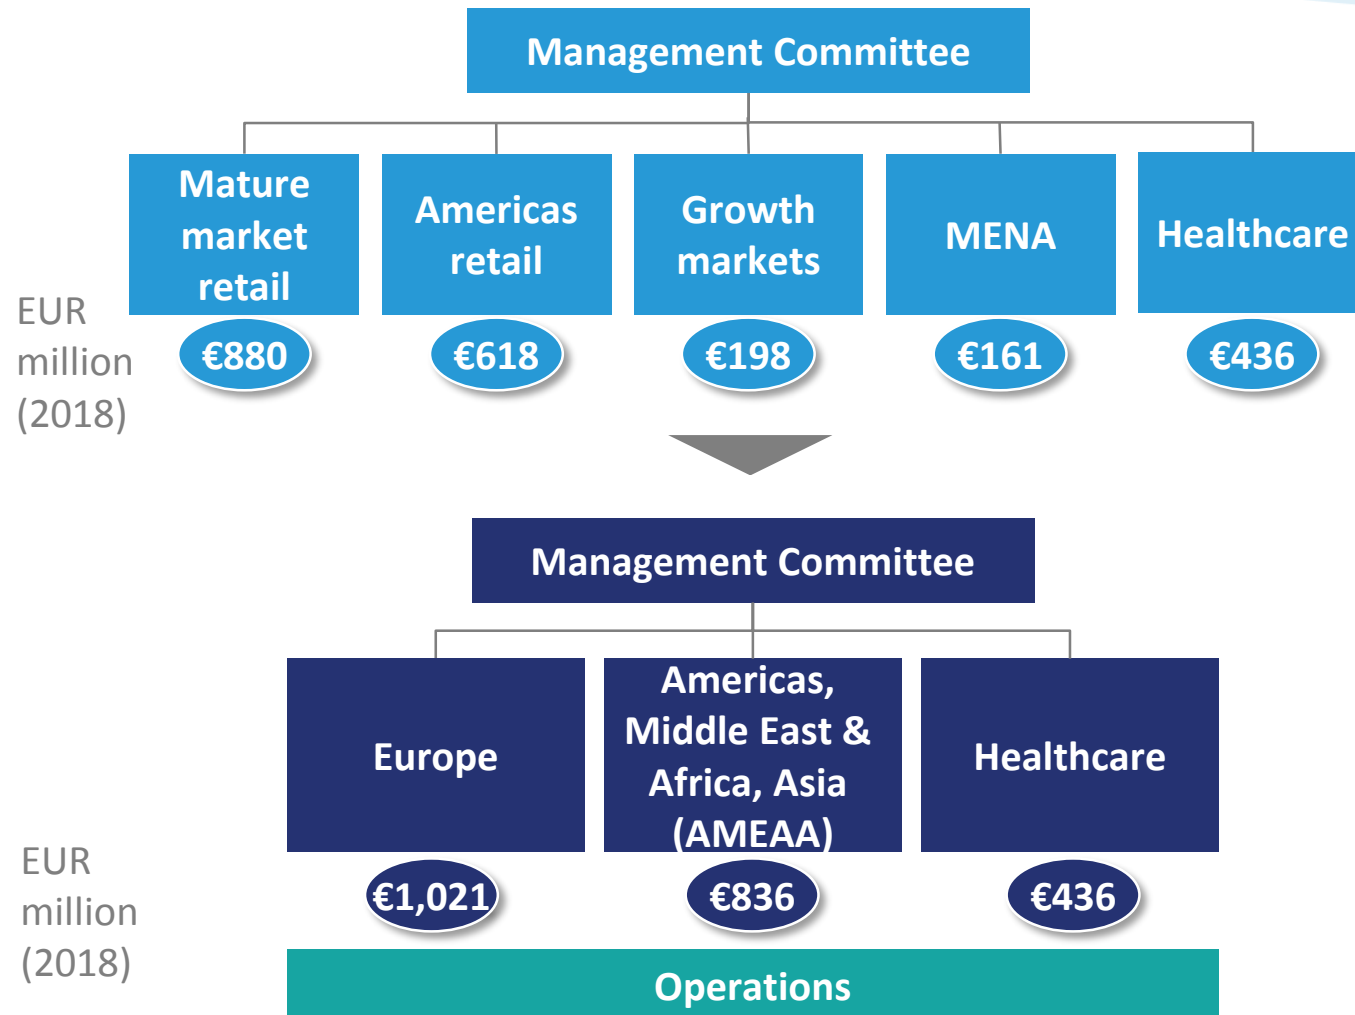 Management Committee
Mature
market
retail
Americas
retail
Growth
markets
MENA
Healthcare
EUR
million
(2018)
€880
€618
€198
€161
€436
Management Committee
Europe
Americas,
Middle East &
Africa, Asia
(AMEAA)
Healthcare
EUR
million
(2018)
€1,021
€836
€436
Operations